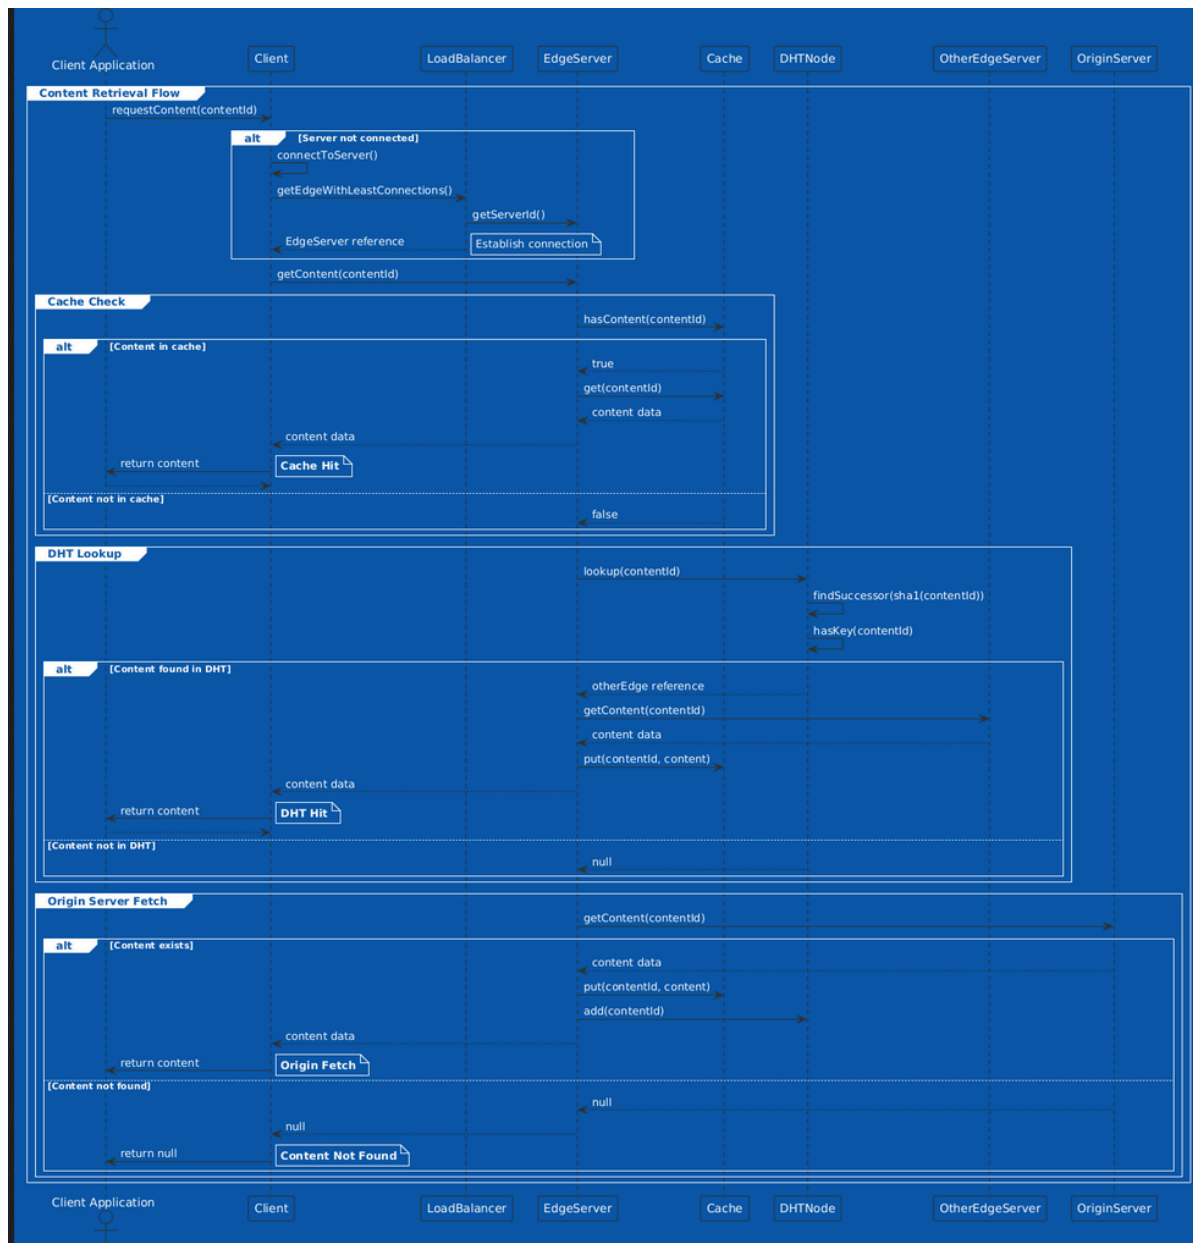 Client Application
Client
LoadBalancer
EdgeServer
Cache
DHTNode
OtherEdgeServer
OriginServer
Content Retrieval Flow
requestContent(contentId)
alt
[Server not connected]
connectToServer()
getEdgeWithLeastConnections()
getServerId()
EdgeServer reference
Establish connection
getContent(contentId)
Cache Check
hasContent(contentId)
alt
[Content in cache]
true
get(contentId)
content data
content data
return content
Cache Hit
[Content not in cache]
false
DHT Lookup
lookup(contentId)
findSuccessor(sha1(contentId))
hasKey(contentId)
alt
[Content found in DHT]
otherEdge reference
getContent(contentId)
content data
put(contentId, content)
content data
return content
DHT Hit
[Content not in DHT]
null
Origin Server Fetch
getContent(contentId)
alt
[Content exists]
content data
put(contentId, content)
add(contentId)
content data
return content
Origin Fetch
[Content not found]
null
null
return null
Content Not Found
Client Application
Client
LoadBalancer
EdgeServer
Cache
DHTNode
OtherEdgeServer
OriginServer